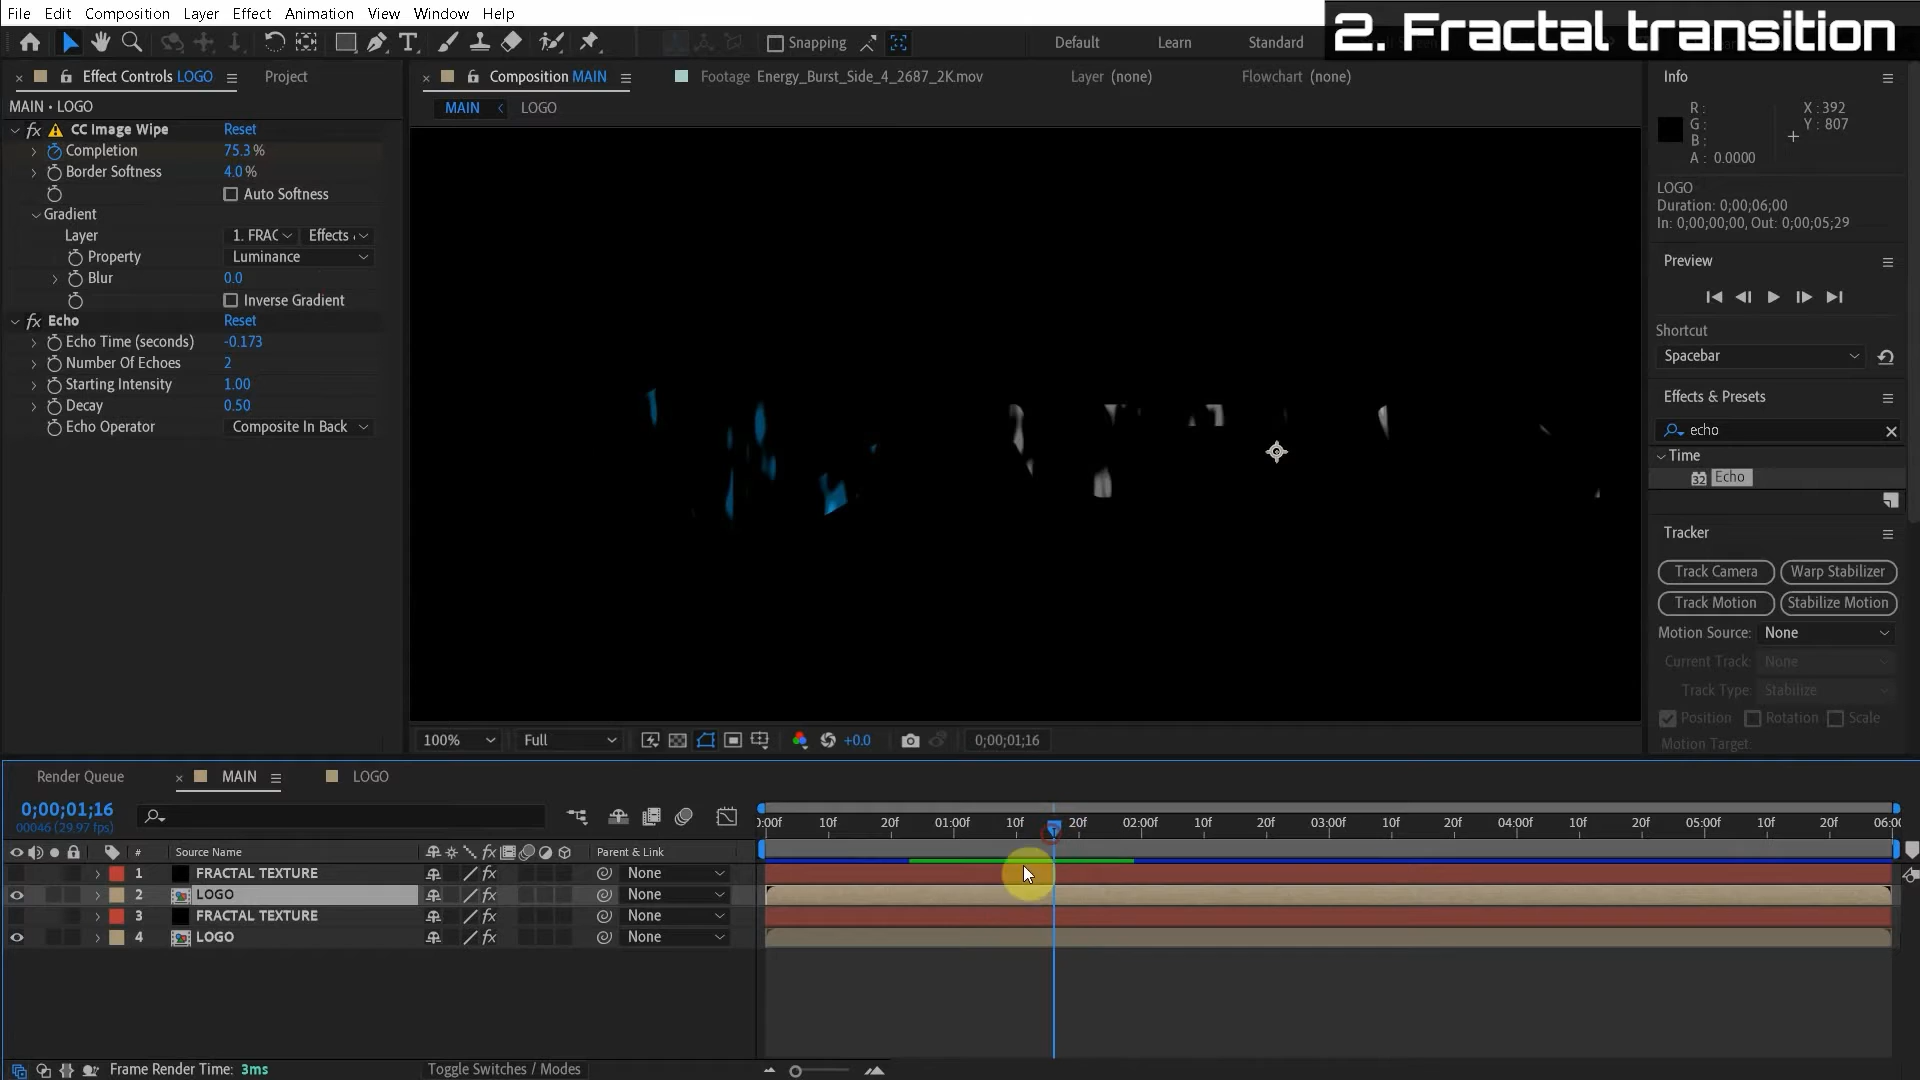 File Edit Composition Layer Effect Animation View Window Help
2. Fractal transition
Snapping
Default Learn Standard
Effect Controls LOGO Project
Composition MAIN Footage Energy_Burst_Side_4_2687_2K.mov Layer (none) Flowchart (none)
Info
MAIN • LOGO
MAIN LOGO
R: X: 392
G: Y: 807
B:
A: 0.0000
fx CC Image Wipe Reset
Completion 75.3 %
Border Softness 4.0 %
Auto Softness
Gradient
Layer 1. FRAC Effects
Property Luminance
Blur 0.0
Inverse Gradient
fx Echo Reset
Echo Time (seconds) -0.173
Number Of Echoes 2
Starting Intensity 1.00
Decay 0.50
Echo Operator Composite In Back
LOGO
Duration: 0;00;06;00
In: 0;00;00;00, Out: 0;00;05;29
Preview
Shortcut
Spacebar
Effects & Presets
echo
Time
32 Echo
Tracker
Track Camera Warp Stabilizer
Track Motion Stabilize Motion
Motion Source: None
Current Track: None
Track Type: Stabilize
Position Rotation Scale
Motion Target:
100% Full +0.0 0;00;01;16
Render Queue MAIN LOGO
0;00;01;16
00046 (29.97 fps)
):00f 10f 20f 01:00f 10f 20f 02:00f 10f 20f 03:00f 10f 20f 04:00f 10f 20f 05:00f 10f 20f 06:0
# Source Name fx Parent & Link
1 FRACTAL TEXTURE fx None
2 LOGO fx None
3 FRACTAL TEXTURE fx None
4 LOGO fx None
Frame Render Time: 3ms Toggle Switches / Modes